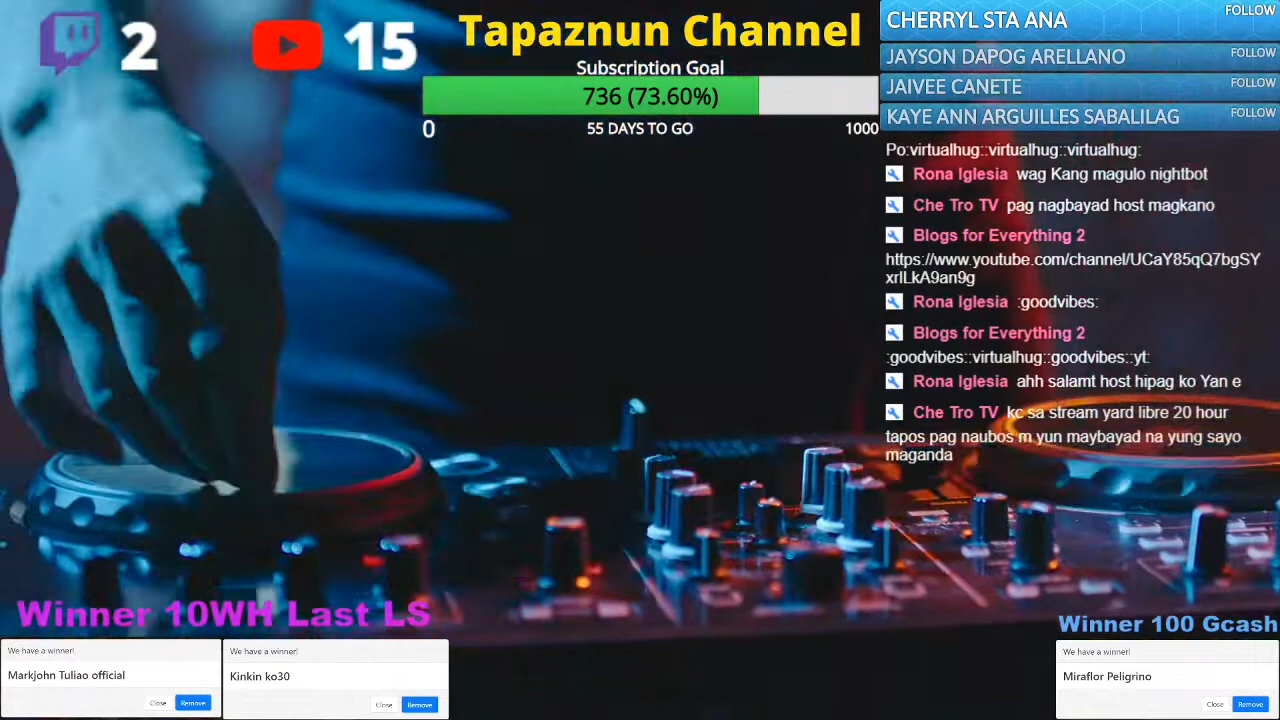 2
15
Tapaznun Channel
Subscription Goal
736 (73.60%)
0
55 DAYS TO GO
1000
CHERRYL STA ANA
FOLLOW
JAYSON DAPOG ARELLANO
FOLLOW
JAIVEE CANETE
FOLLOW
KAYE ANN ARGUILLES SABALILAG
FOLLOW
Po:virtualhug::virtualhug::virtualhug:
Rona Iglesia wag Kang magulo nightbot
Che Tro TV pag nagbayad host magkano
Blogs for Everything 2
https://www.youtube.com/channel/UCaY85qQ7bgSY
xrlLkA9an9g
Rona Iglesia :goodvibes:
Blogs for Everything 2
:goodvibes::virtualhug::goodvibes::yt:
Rona Iglesia ahh salamt host hipag ko Yan e
Che Tro TV kc sa stream yard libre 20 hour
tapos pag naubos m yun maybayad na yung sayo
maganda
Winner 10WH Last LS
We have a winner!
Markjohn Tuliao official
Close
Remove
We have a winner!
Kinkin ko30
Close
Remove
Winner 100 Gcash
We have a winner!
Miraflor Peligrino
Close
Remove